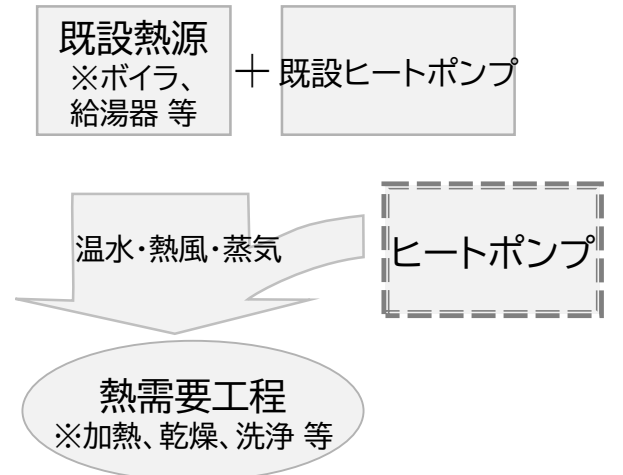 既設熱源
※ボイラ、
給湯器 等
＋
既設ヒートポンプ
温水・熱風・蒸気
ヒートポンプ
熱需要工程
※加熱、乾燥、洗浄 等